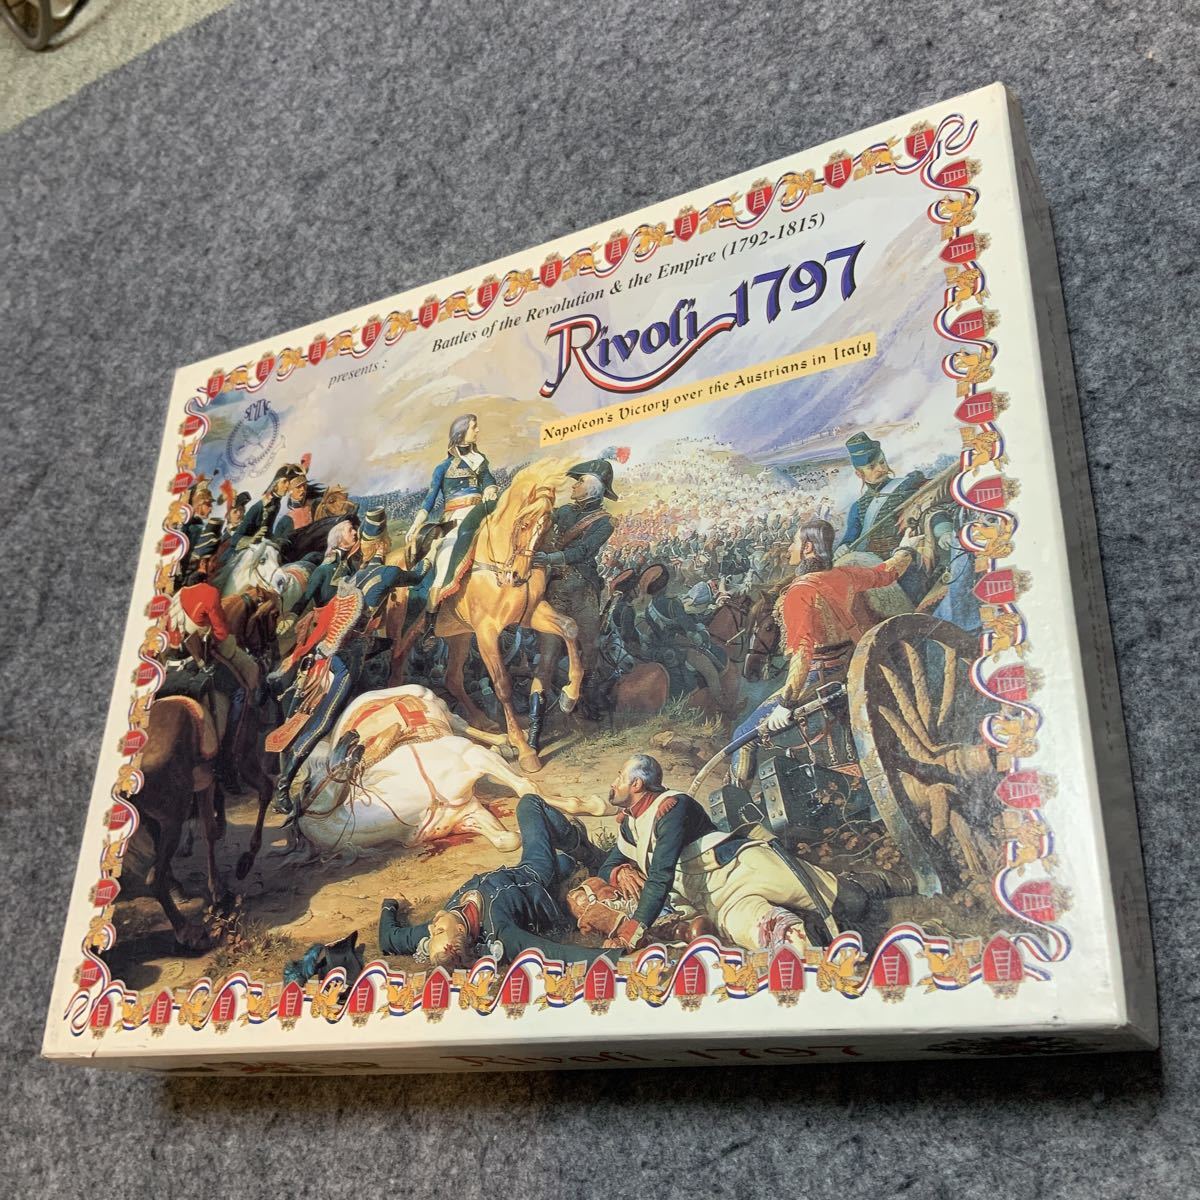 Battles of the Revolution & the Empire (1792-1815)
presents :
Rivoli, 1797
Napoleon's Victory over the Austrians in Italy
Rivoli, 1797